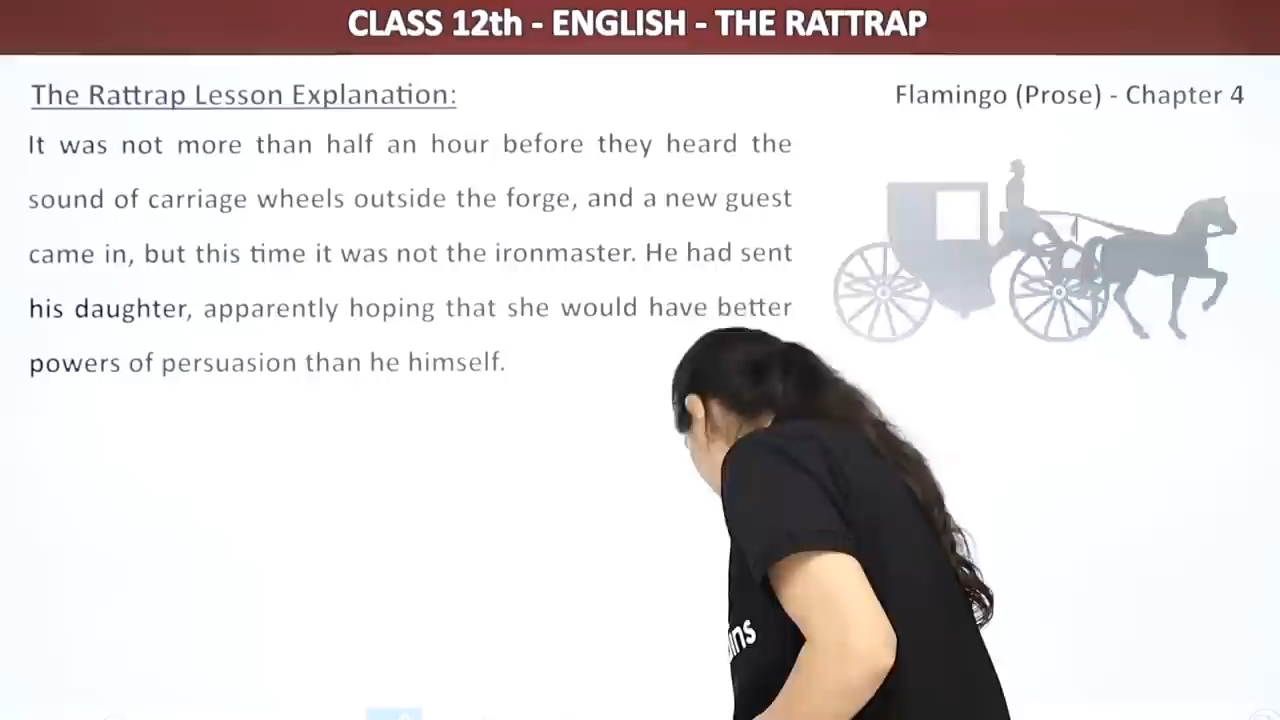 CLASS 12th - ENGLISH - THE RATTRAP
The Rattrap Lesson Explanation:
Flamingo (Prose) - Chapter 4
It was not more than half an hour before they heard the
sound of carriage wheels outside the forge, and a new guest
came in, but this time it was not the ironmaster. He had sent
his daughter, apparently hoping that she would have better
powers of persuasion than he himself.